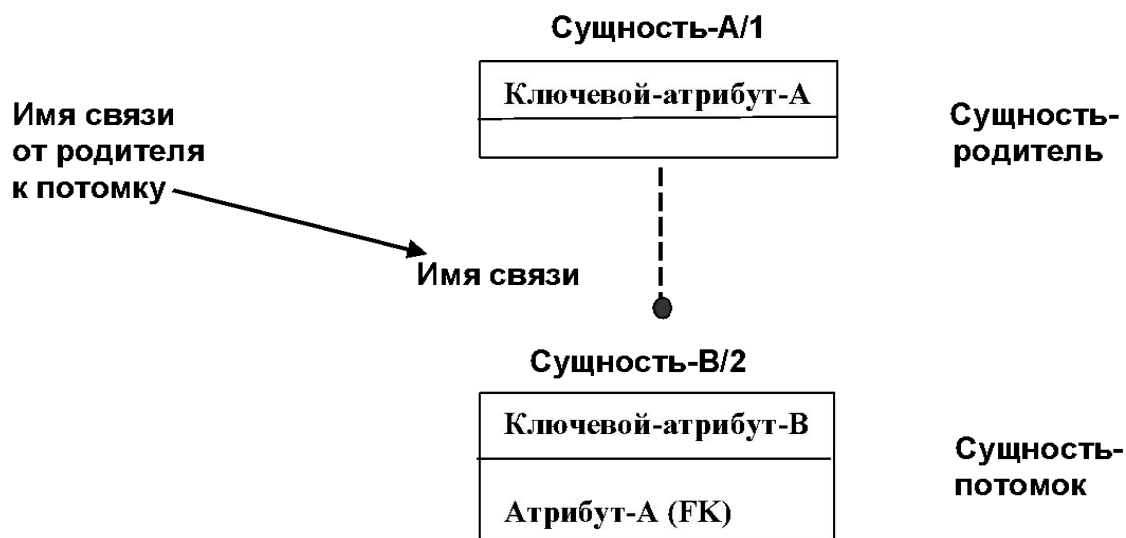 Сущность-А/1
Ключевой-атрибут-А
Имя связи
от родителя
к потомку
Сущность-
родитель
Имя связи
Сущность-В/2
Ключевой-атрибут-В
Атрибут-А (FK)
Сущность-
потомок